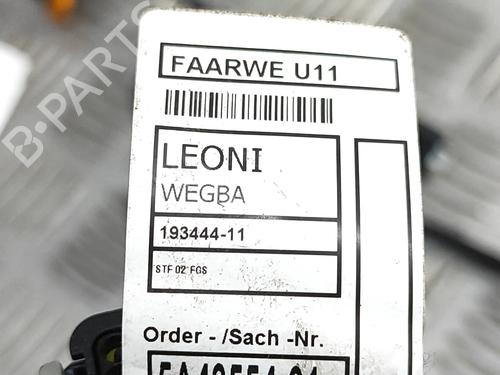 FAARWE U11
LEONI
WEGBA
193444-11
STF 02 FGS
Order - /Sach -Nr.
B-PARTS